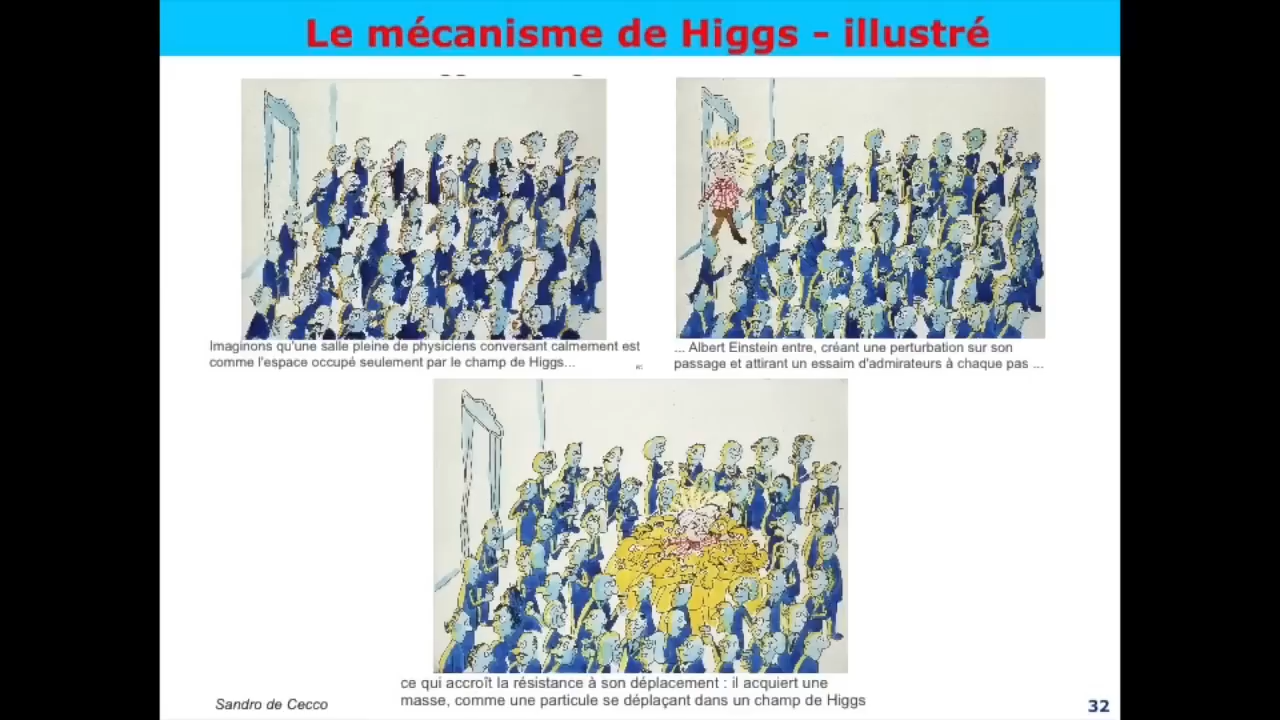 Le mécanisme de Higgs - illustré
Imaginons qu'une salle pleine de physiciens conversant calmement est
comme l'espace occupé seulement par le champ de Higgs...
... Albert Einstein entre, créant une perturbation sur son
passage et attirant un essaim d'admirateurs à chaque pas ...
ce qui accroît la résistance à son déplacement : il acquiert une
masse, comme une particule se déplaçant dans un champ de Higgs
Sandro de Cecco
32